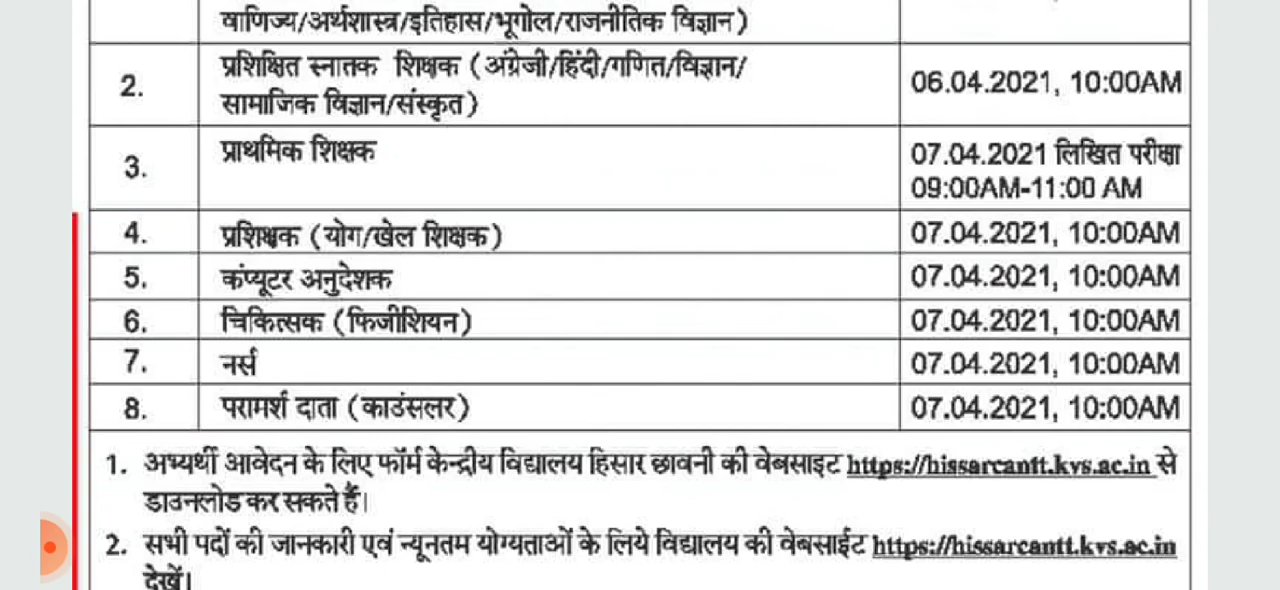 वाणिज्य/अर्थशास्त्र/इतिहास/भूगोल/राजनीतिक विज्ञान)
2. प्रशिक्षित स्नातक शिक्षक (अंग्रेजी/हिंदी/गणित/विज्ञान/
सामाजिक विज्ञान/संस्कृत) 06.04.2021, 10:00AM
3. प्राथमिक शिक्षक 07.04.2021 लिखित परीक्षा
09:00AM-11:00 AM
4. प्रशिक्षक (योग/खेल शिक्षक) 07.04.2021, 10:00AM
5. कंप्यूटर अनुदेशक 07.04.2021, 10:00AM
6. चिकित्सक (फिजीशियन) 07.04.2021, 10:00AM
7. नर्स 07.04.2021, 10:00AM
8. परामर्श दाता (काउंसलर) 07.04.2021, 10:00AM
1. अभ्यर्थी आवेदन के लिए फॉर्म केन्द्रीय विद्यालय हिसार छावनी की वेबसाइट https://hissarcantt.kvs.ac.in से
डाउनलोड कर सकते हैं।
2. सभी पदों की जानकारी एवं न्यूनतम योग्यताओं के लिये विद्यालय की वेबसाईट https://hissarcantt.kvs.ac.in
देखें।